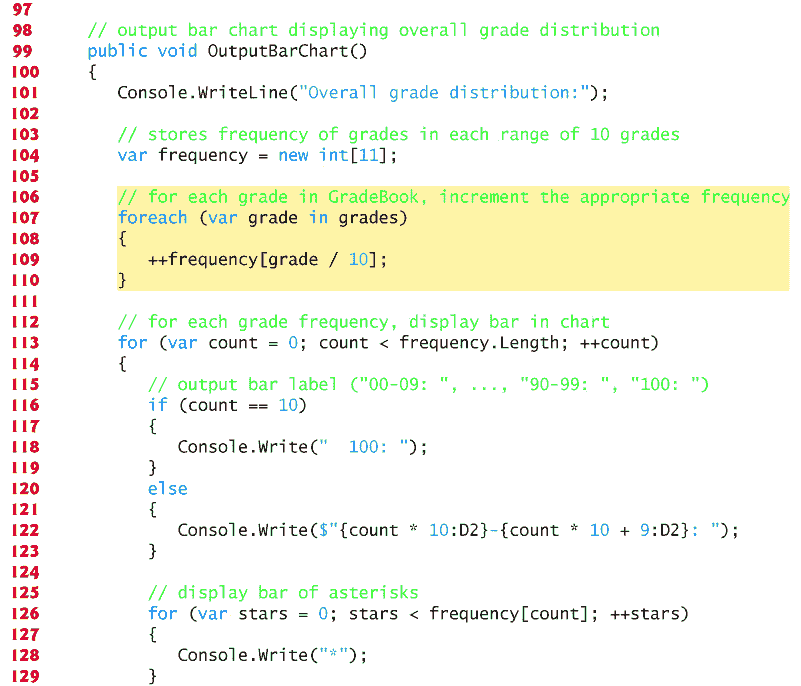 97
98 // output bar chart displaying overall grade distribution
99 public void OutputBarChart()
100 {
101 Console.WriteLine("Overall grade distribution:");
102
103 // stores frequency of grades in each range of 10 grades
104 var frequency = new int[11];
105
106 // for each grade in GradeBook, increment the appropriate frequency
107 foreach (var grade in grades)
108 {
109 ++frequency[grade / 10];
110 }
111
112 // for each grade frequency, display bar in chart
113 for (var count = 0; count < frequency.Length; ++count)
114 {
115 // output bar label ("00-09: ", ..., "90-99: ", "100: ")
116 if (count == 10)
117 {
118 Console.Write("  100: ");
119 }
120 else
121 {
122 Console.Write($"{count * 10:D2}-{count * 10 + 9:D2}: ");
123 }
124
125 // display bar of asterisks
126 for (var stars = 0; stars < frequency[count]; ++stars)
127 {
128 Console.Write("*");
129 }